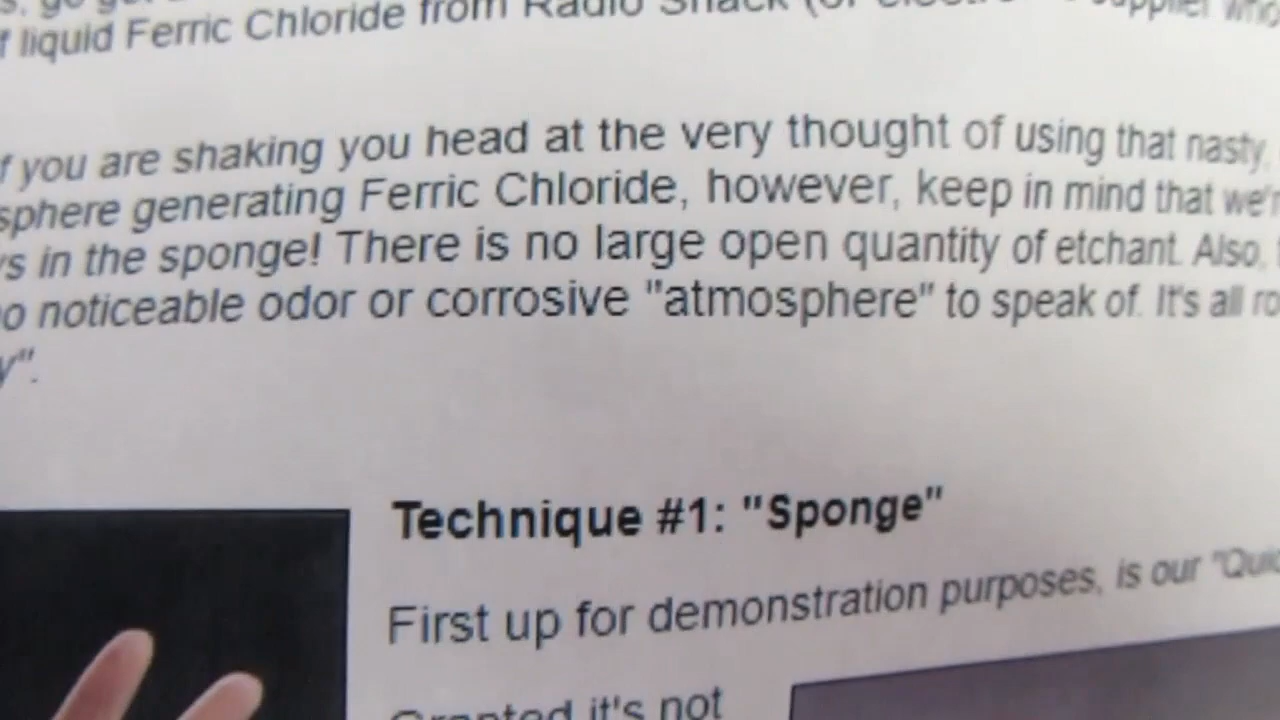 liquid Ferric Chloride from Radio Shack (or
f you are shaking you head at the very thought of using that nasty,
sphere generating Ferric Chloride, however, keep in mind that we'r
s in the sponge! There is no large open quantity of etchant. Also,
o noticeable odor or corrosive "atmosphere" to speak of. It's all
y".
Technique #1: "Sponge"
First up for demonstration purposes, is our "Quic
Granted it's not